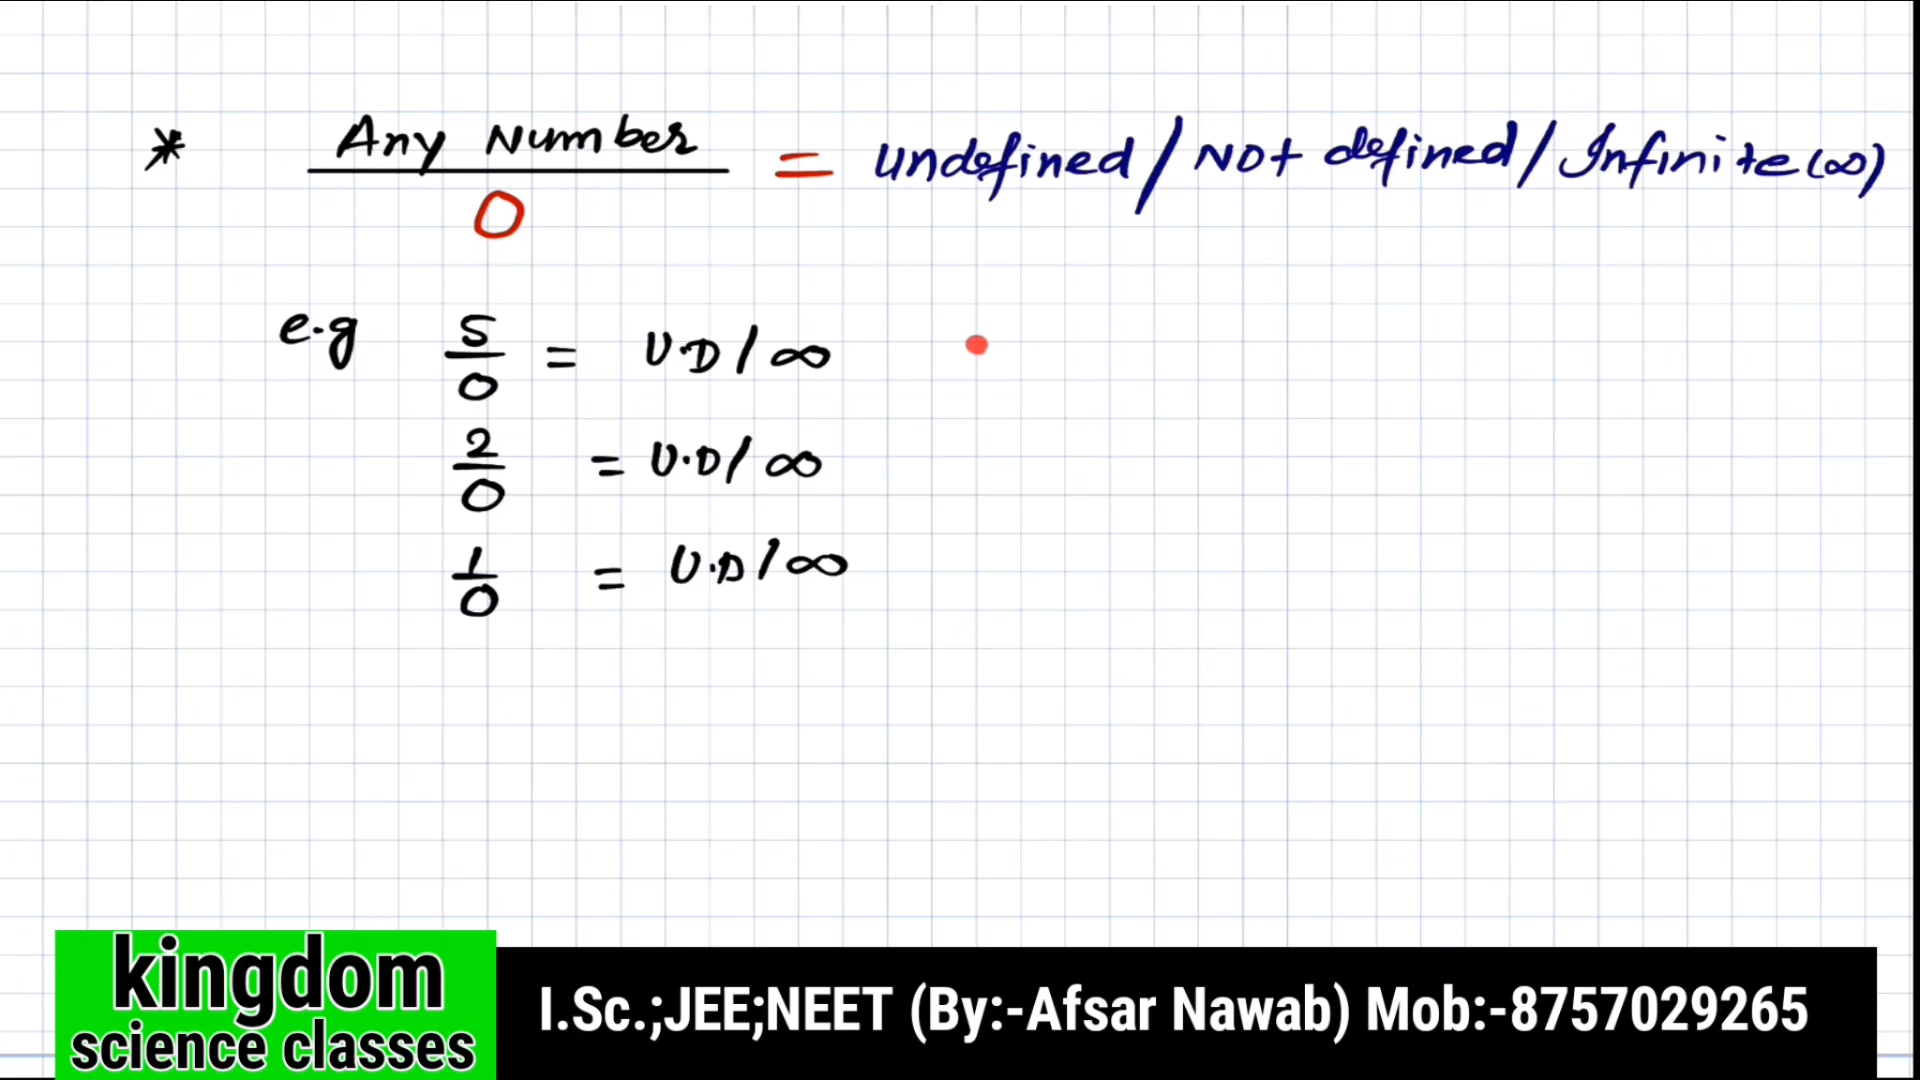 * Any Number / 0 = undefined / Not defined / Infinite (∞)
e.g 5/0 = U.D / ∞
2/0 = U.D / ∞
1/0 = U.D / ∞
kingdom
science classes
I.Sc.;JEE;NEET (By:-Afsar Nawab) Mob:-8757029265